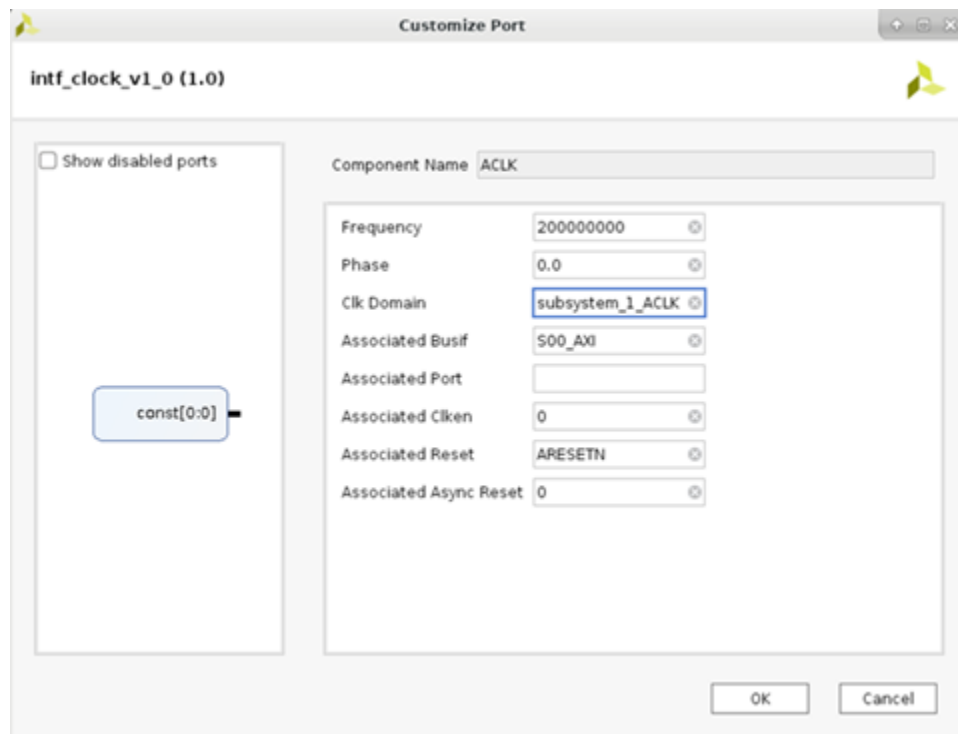 Customize Port
intf_clock_v1_0 (1.0)
Show disabled ports
const[0:0]
Component Name ACLK
Frequency 200000000
Phase 0.0
Clk Domain subsystem_1_ACLK
Associated Busif S00_AXI
Associated Port
Associated Clken 0
Associated Reset ARESETN
Associated Async Reset 0
OK Cancel